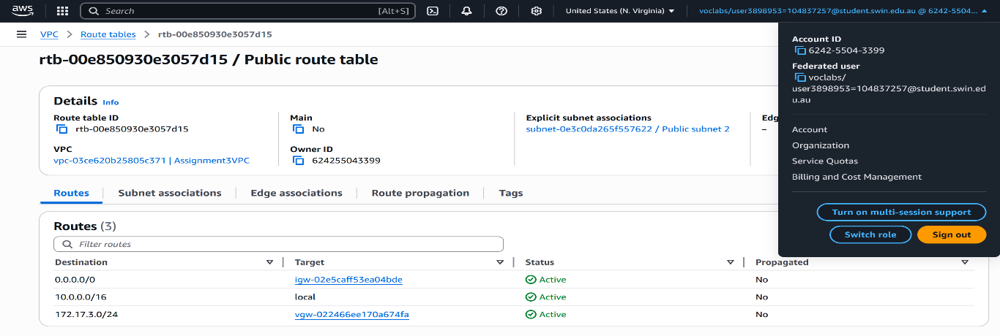 aws
Search [Alt+S]
United States (N. Virginia)
voclabs/user3898953=104837257@student.swin.edu.au @ 6242-5504...
VPC > Route tables > rtb-00e850930e3057d15
rtb-00e850930e3057d15 / Public route table
Account ID
6242-5504-3399
Federated user
voclabs/
user3898953=104837257@student.swin.ed
u.au
Account
Organization
Service Quotas
Billing and Cost Management
Turn on multi-session support
Switch role Sign out
Details Info
Route table ID
rtb-00e850930e3057d15
Main
No
Explicit subnet associations
subnet-0e3c0da265f557622 / Public subnet 2
Edg
–
VPC
vpc-03ce620b25805c371 | Assignment3VPC
Owner ID
624255043399
Routes Subnet associations Edge associations Route propagation Tags
Routes (3)
Filter routes
Destination Target Status Propagated
0.0.0.0/0 igw-02e5caff53ea04bde Active No
10.0.0.0/16 local Active No
172.17.3.0/24 vgw-022466ee170a674fa Active No